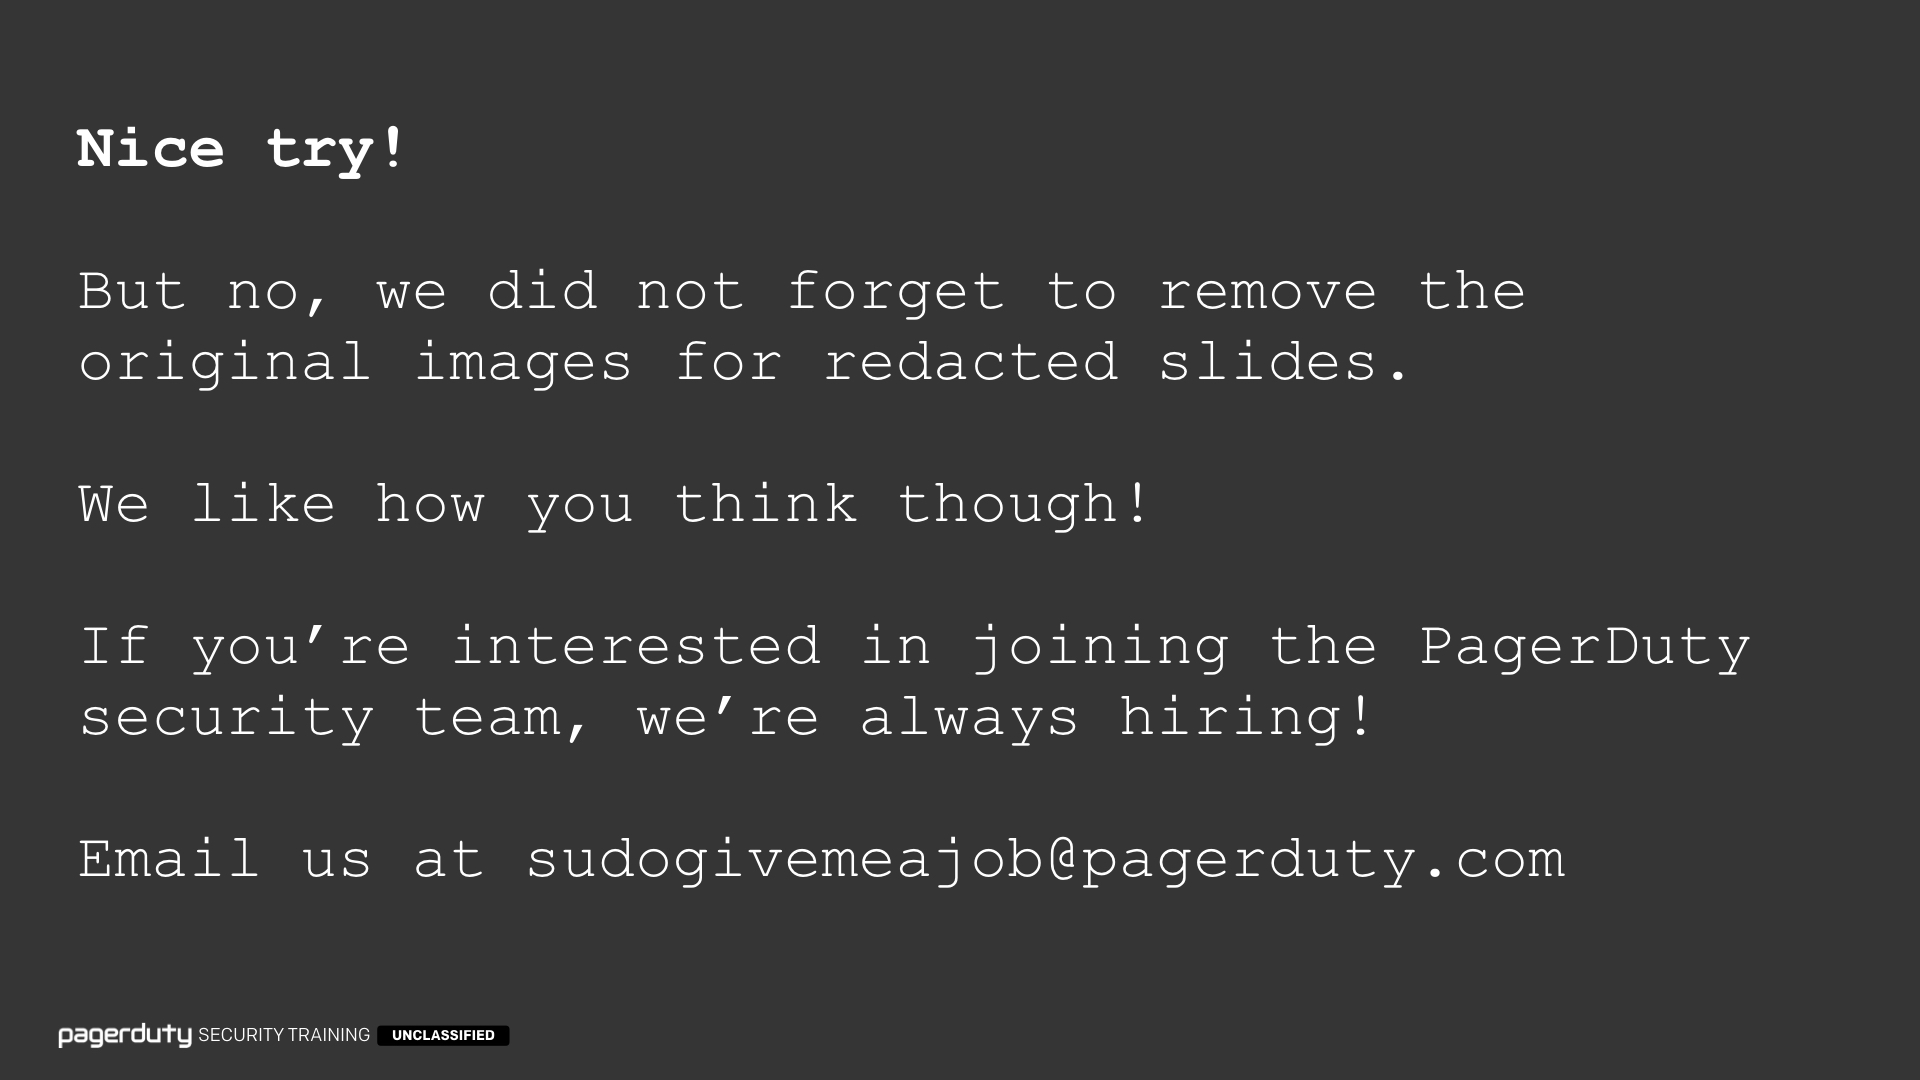 Nice try!
But no, we did not forget to remove the
original images for redacted slides.
We like how you think though!
If you’re interested in joining the PagerDuty
security team, we’re always hiring!
Email us at sudogivemeajob@pagerduty.com
pagerduty SECURITY TRAINING UNCLASSIFIED